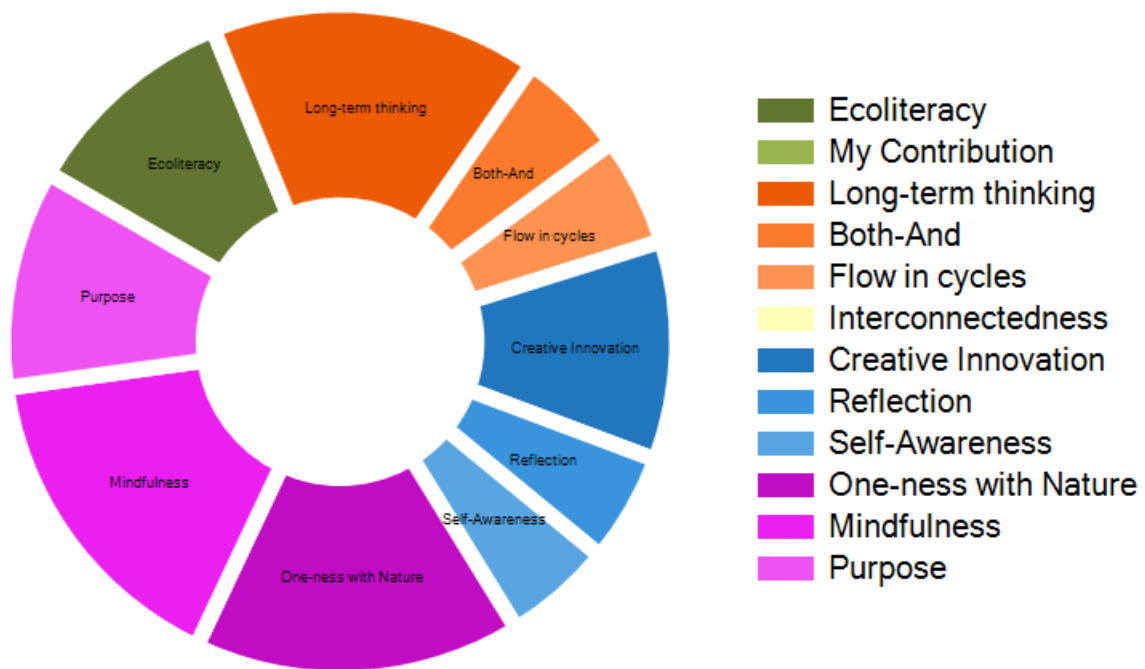 Long-term thinking
Both-And
Flow in cycles
Creative Innovation
Reflection
Self-Awareness
One-ness with Nature
Mindfulness
Purpose
Ecoliteracy
Ecoliteracy
My Contribution
Long-term thinking
Both-And
Flow in cycles
Interconnectedness
Creative Innovation
Reflection
Self-Awareness
One-ness with Nature
Mindfulness
Purpose